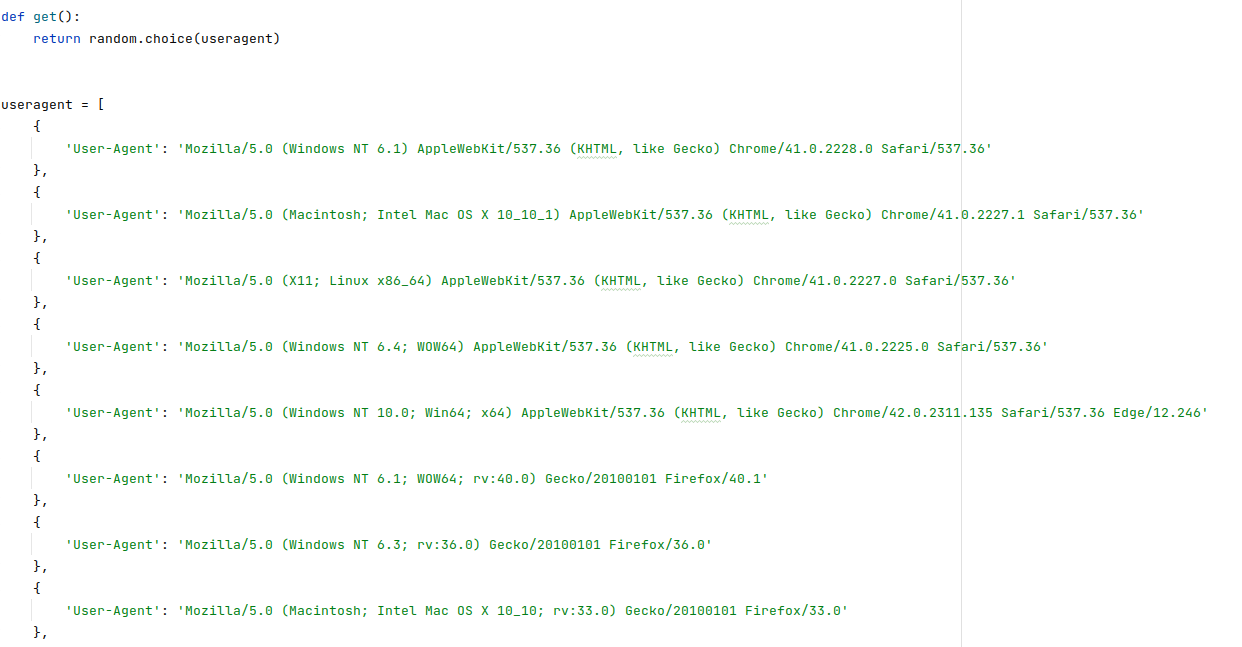 def get():
    return random.choice(useragent)
useragent = [
    {
        'User-Agent': 'Mozilla/5.0 (Windows NT 6.1) AppleWebKit/537.36 (KHTML, like Gecko) Chrome/41.0.2228.0 Safari/537.36'
    },
    {
        'User-Agent': 'Mozilla/5.0 (Macintosh; Intel Mac OS X 10_10_1) AppleWebKit/537.36 (KHTML, like Gecko) Chrome/41.0.2227.1 Safari/537.36'
    },
    {
        'User-Agent': 'Mozilla/5.0 (X11; Linux x86_64) AppleWebKit/537.36 (KHTML, like Gecko) Chrome/41.0.2227.0 Safari/537.36'
    },
    {
        'User-Agent': 'Mozilla/5.0 (Windows NT 6.4; WOW64) AppleWebKit/537.36 (KHTML, like Gecko) Chrome/41.0.2225.0 Safari/537.36'
    },
    {
        'User-Agent': 'Mozilla/5.0 (Windows NT 10.0; Win64; x64) AppleWebKit/537.36 (KHTML, like Gecko) Chrome/42.0.2311.135 Safari/537.36 Edge/12.246'
    },
    {
        'User-Agent': 'Mozilla/5.0 (Windows NT 6.1; WOW64; rv:40.0) Gecko/20100101 Firefox/40.1'
    },
    {
        'User-Agent': 'Mozilla/5.0 (Windows NT 6.3; rv:36.0) Gecko/20100101 Firefox/36.0'
    },
    {
        'User-Agent': 'Mozilla/5.0 (Macintosh; Intel Mac OS X 10_10; rv:33.0) Gecko/20100101 Firefox/33.0'
    },